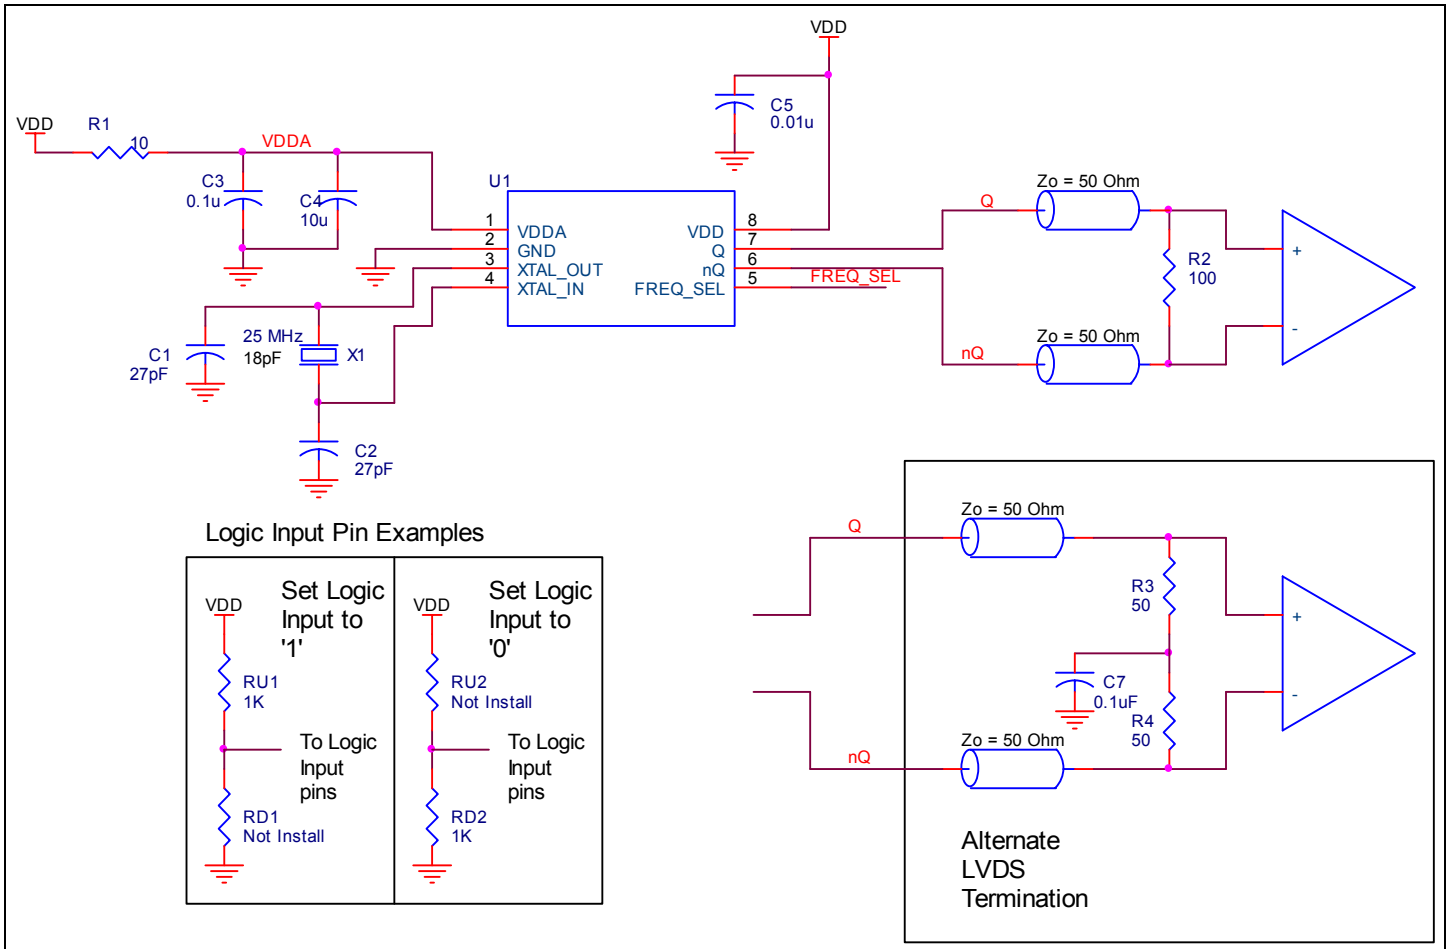 VDD
C5
0.01u
VDD
R1
10
VDDA
C3
0.1u
C4
10u
U1
1
VDDA
2
GND
3
XTAL_OUT
4
XTAL_IN
8
VDD
7
Q
6
nQ
5
FREQ_SEL
FREQ_SEL
Q
Zo = 50 Ohm
R2
100
+
-
nQ
Zo = 50 Ohm
C1
27pF
25 MHz
18pF
X1
C2
27pF
Logic Input Pin Examples
VDD
Set Logic
Input to
'1'
RU1
1K
To Logic
Input
pins
RD1
Not Install
VDD
Set Logic
Input to
'0'
RU2
Not Install
To Logic
Input
pins
RD2
1K
Q
Zo = 50 Ohm
R3
50
C7
0.1uF
R4
50
+
-
nQ
Zo = 50 Ohm
Alternate
LVDS
Termination